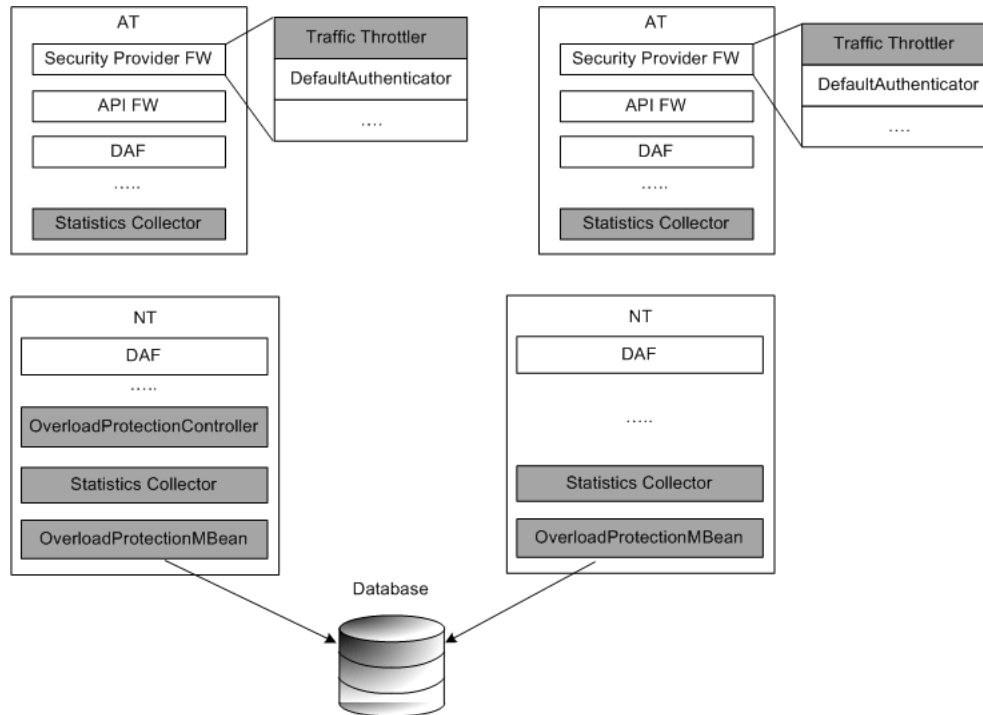 AT
Security Provider FW
API FW
DAF
.....
Statistics Collector
Traffic Throttler
DefaultAuthenticator
....
AT
Security Provider FW
API FW
DAF
.....
Statistics Collector
Traffic Throttler
DefaultAuthenticator
....
NT
DAF
.....
OverloadProtectionController
Statistics Collector
OverloadProtectionMBean
NT
DAF
.....
Statistics Collector
OverloadProtectionMBean
Database